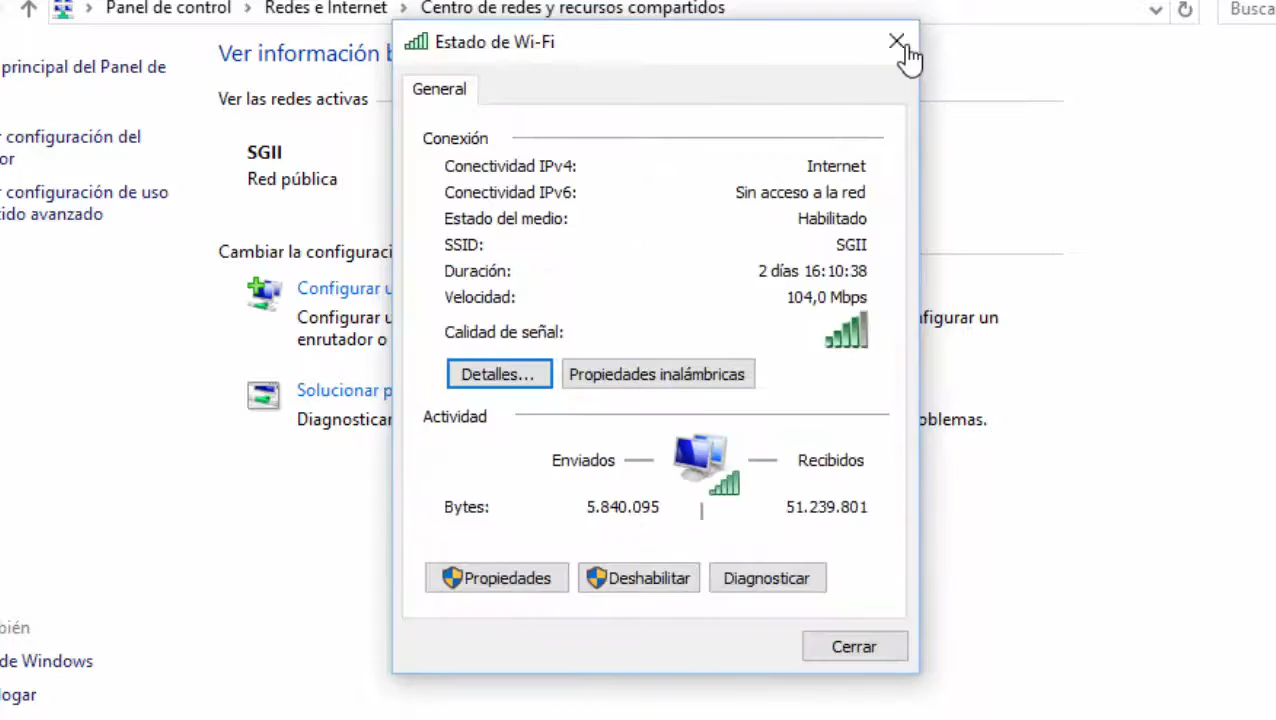 Panel de control > Redes e Internet > Centro de redes y recursos compartidos
Busca
principal del Panel de
configuración del
or
configuración de uso
tido avanzado
bién
de Windows
logar
Ver información b
Ver las redes activas
SGII
Red pública
Cambiar la configuraci
Configurar u
Configurar u
figurar un
enrutador o
Solucionar p
Diagnosticar
oblemas.
Estado de Wi-Fi
General
Conexión
Conectividad IPv4: Internet
Conectividad IPv6: Sin acceso a la red
Estado del medio: Habilitado
SSID: SGII
Duración: 2 días 16:10:38
Velocidad: 104,0 Mbps
Calidad de señal:
Detalles... Propiedades inalámbricas
Actividad
Enviados Recibidos
Bytes: 5.840.095 51.239.801
Propiedades Deshabilitar Diagnosticar
Cerrar